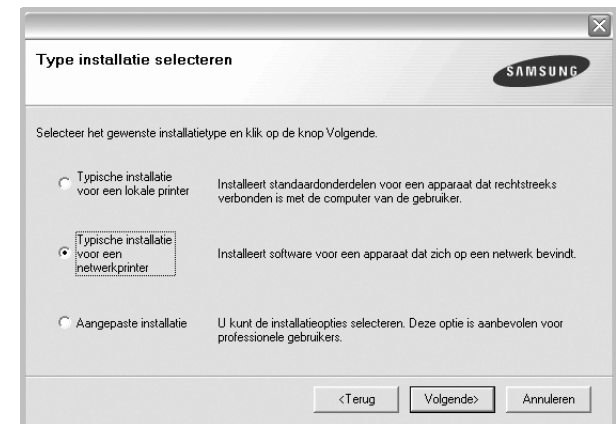 Type installatie selecteren
SAMSUNG
Selecteer het gewenste installatietype en klik op de knop Volgende.
Typische installatie
voor een lokale printer
Installeert standaardonderdelen voor een apparaat dat rechtstreeks
verbonden is met de computer van de gebruiker.
Typische installatie
voor een
netwerkprinter
Installeert software voor een apparaat dat zich op een netwerk bevindt.
Aangepaste installatie
U kunt de installatieopties selecteren. Deze optie is aanbevolen voor
professionele gebruikers.
<Terug
Volgende>
Annuleren